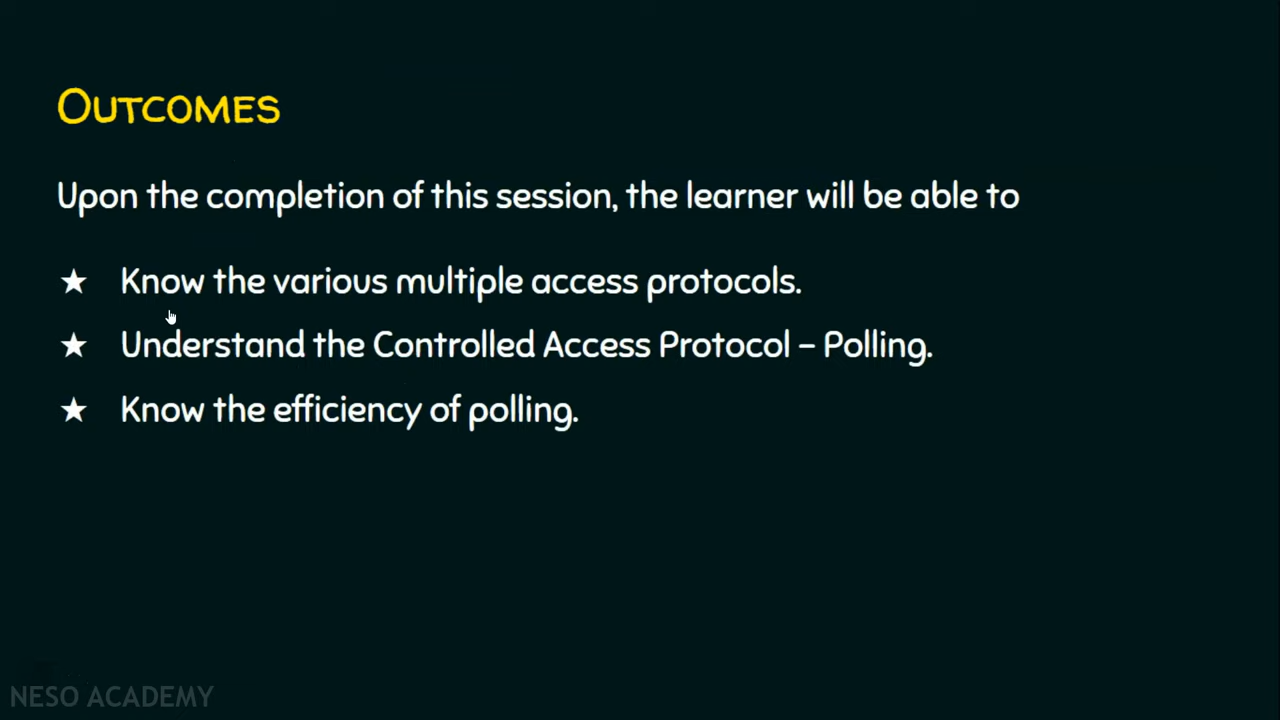 OUTCOMES
Upon the completion of this session, the learner will be able to
★ Know the various multiple access protocols.
★ Understand the Controlled Access Protocol – Polling.
★ Know the efficiency of polling.
NESO ACADEMY